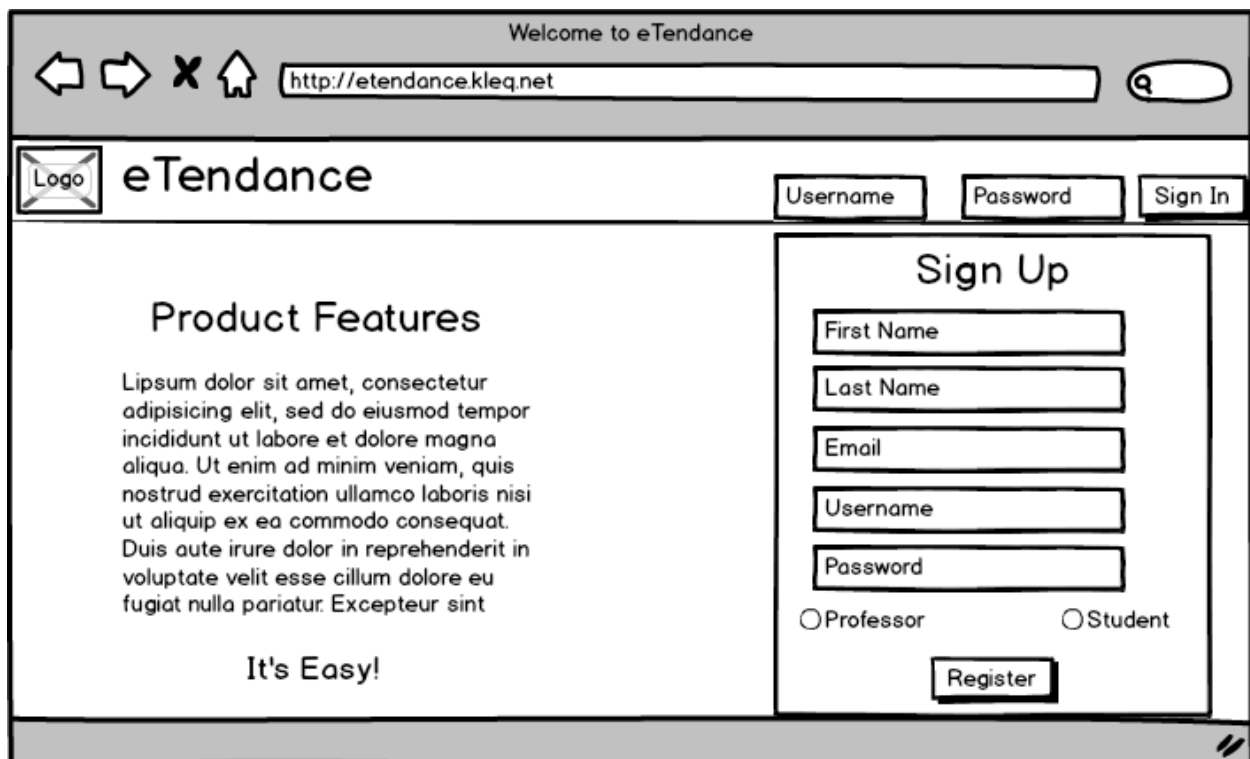 Welcome to eTendance
http://etendance.kleq.net
Logo
eTendance
Username
Password
Sign In
Product Features
Lipsum dolor sit amet, consectetur
adipisicing elit, sed do eiusmod tempor
incididunt ut labore et dolore magna
aliqua. Ut enim ad minim veniam, quis
nostrud exercitation ullamco laboris nisi
ut aliquip ex ea commodo consequat.
Duis aute irure dolor in reprehenderit in
voluptate velit esse cillum dolore eu
fugiat nulla pariatur. Excepteur sint
It's Easy!
Sign Up
First Name
Last Name
Email
Username
Password
Professor
Student
Register